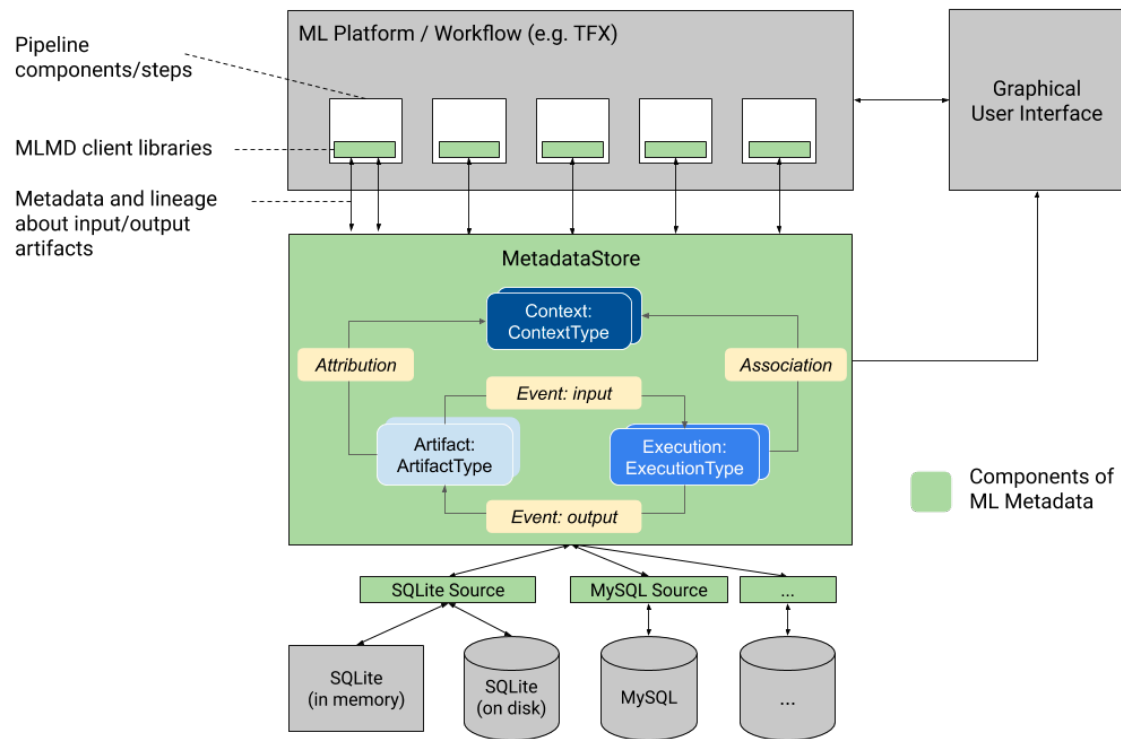 ML Platform / Workflow (e.g. TFX)
Pipeline
components/steps
Graphical
User Interface
MLMD client libraries
Metadata and lineage
about input/output
artifacts
MetadataStore
Context:
ContextType
Attribution
Association
Event: input
Artifact:
ArtifactType
Execution:
ExecutionType
Event: output
Components of
ML Metadata
SQLite Source
MySQL Source
...
SQLite
(in memory)
SQLite
(on disk)
MySQL
...